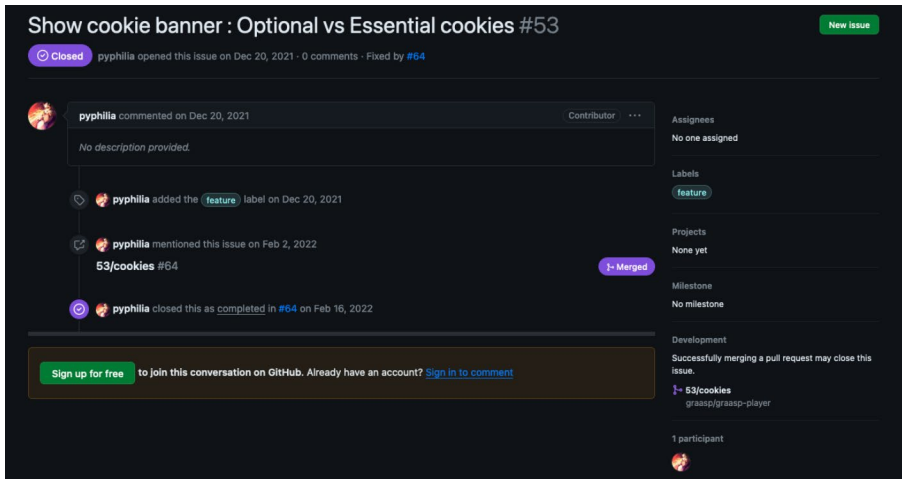 Show cookie banner : Optional vs Essential cookies #53
New issue
Closed pyphilia opened this issue on Dec 20, 2021 · 0 comments · Fixed by #64
pyphilia commented on Dec 20, 2021
Contributor ···
No description provided.
pyphilia added the feature label on Dec 20, 2021
pyphilia mentioned this issue on Feb 2, 2022
53/cookies #64
Merged
pyphilia closed this as completed in #64 on Feb 16, 2022
Sign up for free to join this conversation on GitHub. Already have an account? Sign in to comment
Assignees
No one assigned
Labels
feature
Projects
None yet
Milestone
No milestone
Development
Successfully merging a pull request may close this
issue.
53/cookies
graasp/graasp-player
1 participant